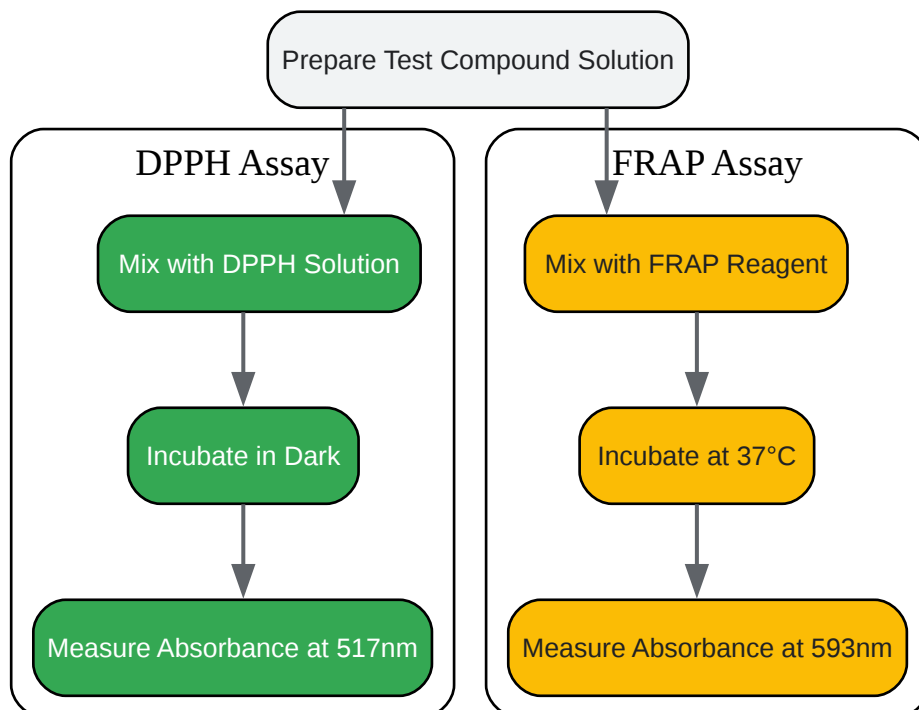 Prepare Test Compound Solution
DPPH Assay
Mix with DPPH Solution
Incubate in Dark
Measure Absorbance at 517nm
FRAP Assay
Mix with FRAP Reagent
Incubate at 37°C
Measure Absorbance at 593nm